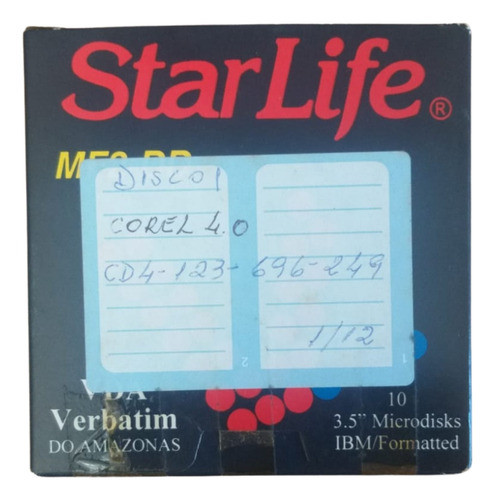 StarLife®
DISCO 1
COREL 4.0
CD4-123-696-249
1/12
1
2
VDA
Verbatim
DO AMAZONAS
10
3.5" Microdisks
IBM/Formatted